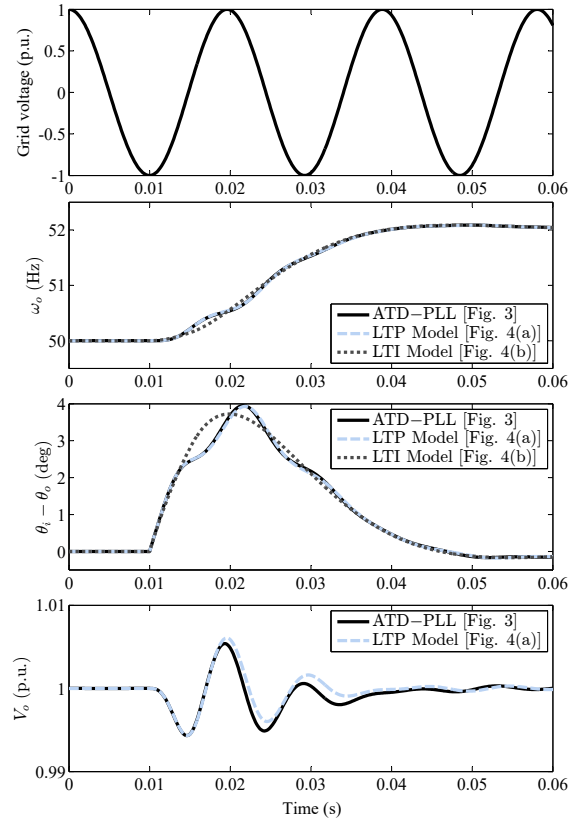 1
0.5
0
-0.5
-1
Grid voltage (p.u.)
0 0.01 0.02 0.03 0.04 0.05 0.06
52
51
50
ω_o (Hz)
ATD−PLL [Fig. 3]
LTP Model [Fig. 4(a)]
LTI Model [Fig. 4(b)]
0 0.01 0.02 0.03 0.04 0.05 0.06
4
3
2
1
0
θ_i − θ_o (deg)
ATD−PLL [Fig. 3]
LTP Model [Fig. 4(a)]
LTI Model [Fig. 4(b)]
0 0.01 0.02 0.03 0.04 0.05 0.06
1.01
1
0.99
V_o (p.u.)
ATD−PLL [Fig. 3]
LTP Model [Fig. 4(a)]
0 0.01 0.02 0.03 0.04 0.05 0.06
Time (s)